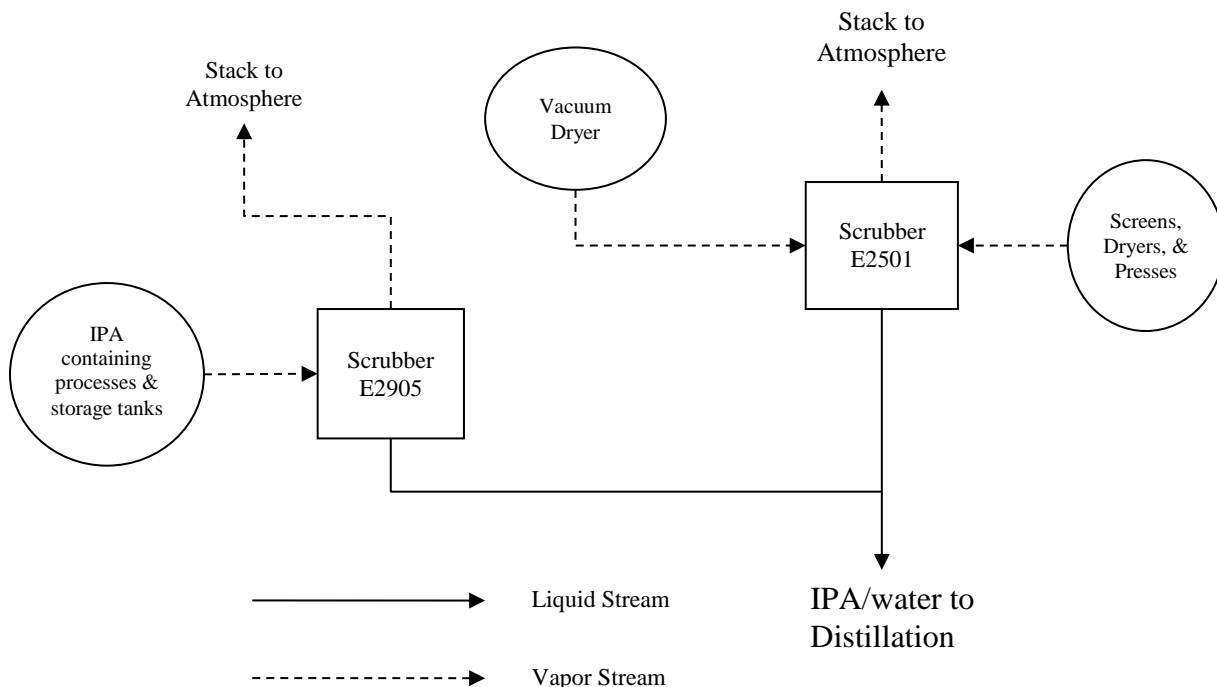 Stack to
Atmosphere
Stack to
Atmosphere
Vacuum
Dryer
Scrubber
E2501
Screens,
Dryers, &
Presses
IPA
containing
processes &
storage tanks
Scrubber
E2905
Liquid Stream
IPA/water to
Distillation
Vapor Stream